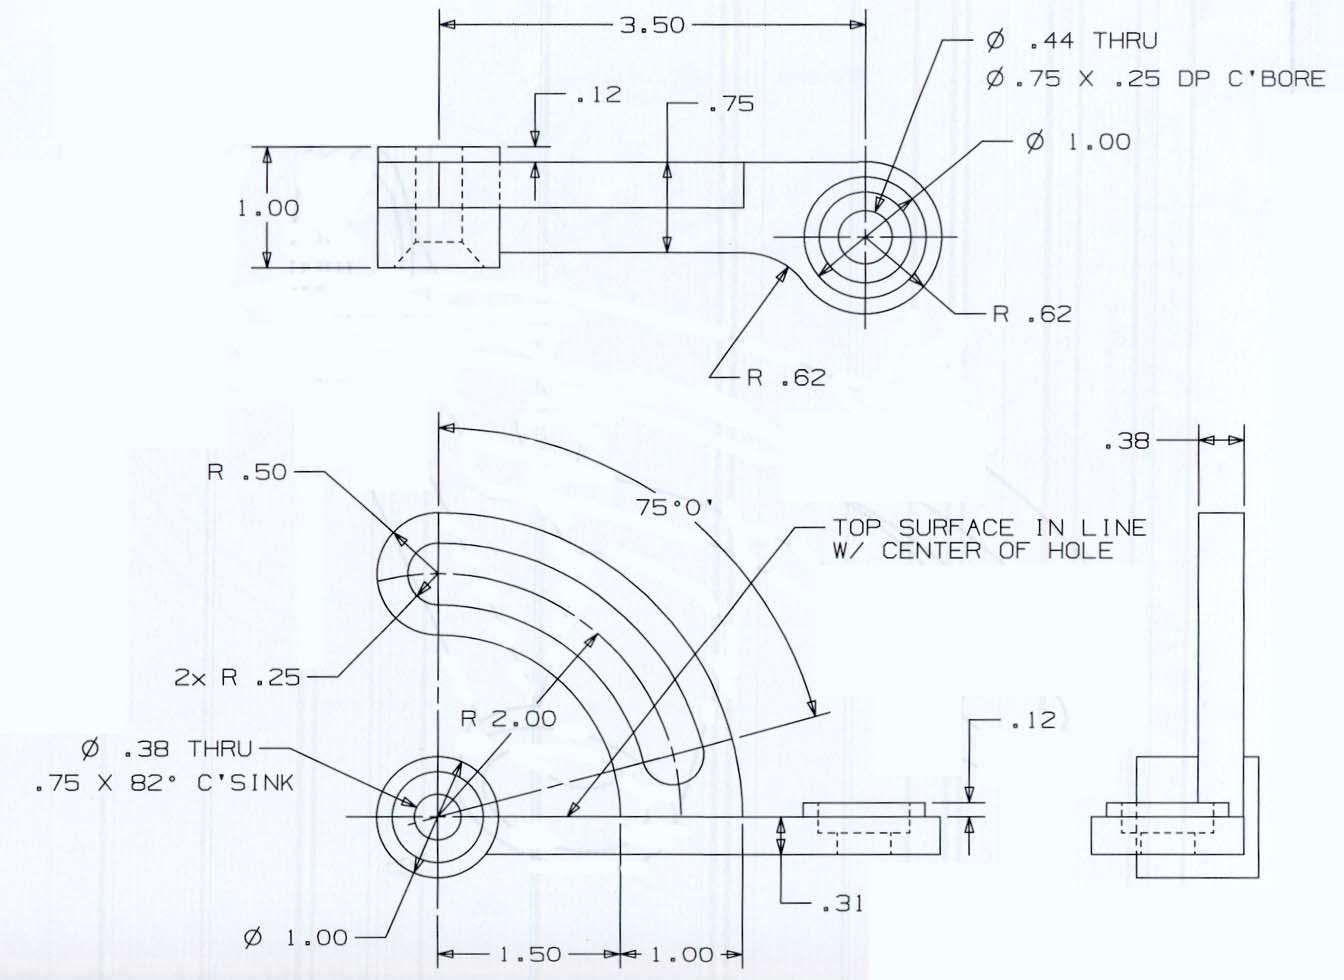 3.50
Ø .44 THRU
Ø.75 X .25 DP C'BORE
.12
.75
Ø 1.00
1.00
R .62
R .62
.38
R .50
75°0'
TOP SURFACE IN LINE
W/ CENTER OF HOLE
2x R .25
R 2.00
.12
Ø .38 THRU
.75 X 82° C'SINK
.31
Ø 1.00
1.50
1.00